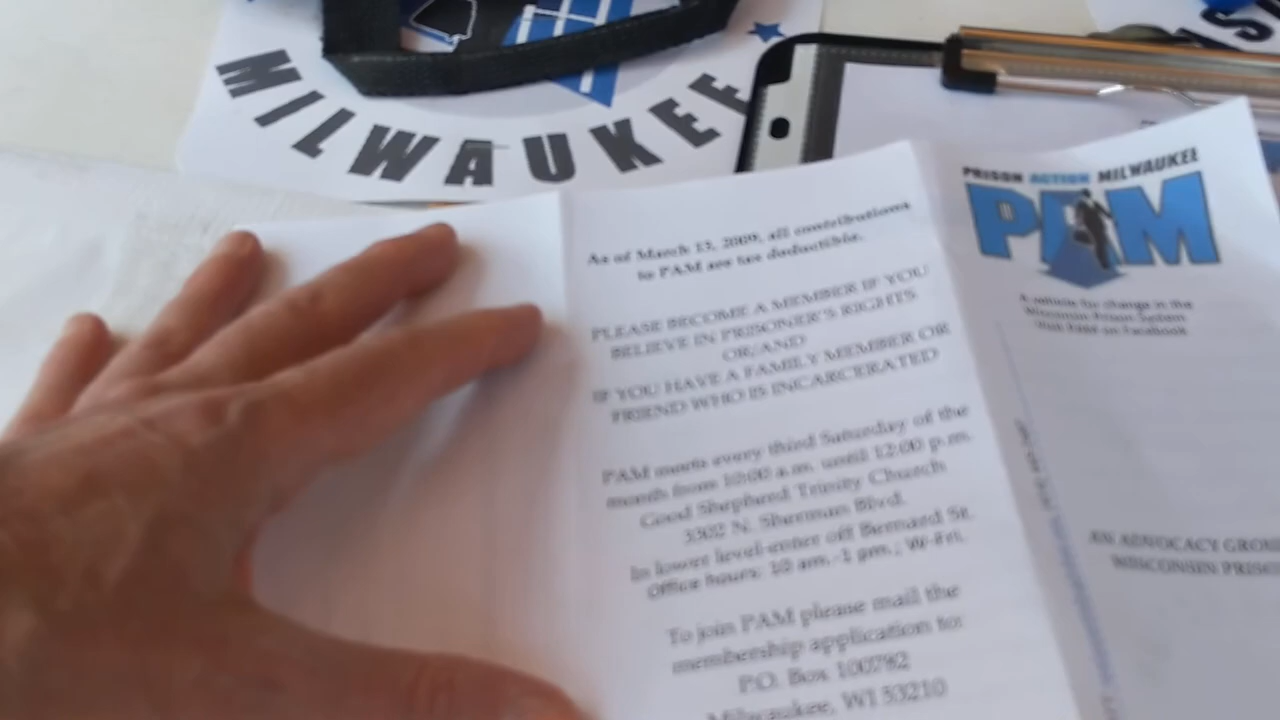 MILWAUKEE
As of March 13, 2009, all contributions
to PAM are tax deductible.
PLEASE BECOME A MEMBER IF YOU
BELIEVE IN PRISONER'S RIGHTS
OR/AND
IF YOU HAVE A FAMILY MEMBER OR
FRIEND WHO IS INCARCERATED
PAM meets every third Saturday of the
month from 10:00 a.m. until 12:00 p.m.
Good Shepherd Trinity Church
3302 N. Sherman Blvd.
In lower level-enter off Bernard St.
Office hours: 10 am.-1 pm.; W-Fri.
To join PAM please mail the
membership application to:
P.O. Box 100782
Milwaukee, WI 53210
PRISON ACTION MILWAUKEE
PAM
A vehicle for change in the
Wisconsin Prison System
Visit PAM on Facebook
AN ADVOCACY GROU
WISCONSIN PRISO